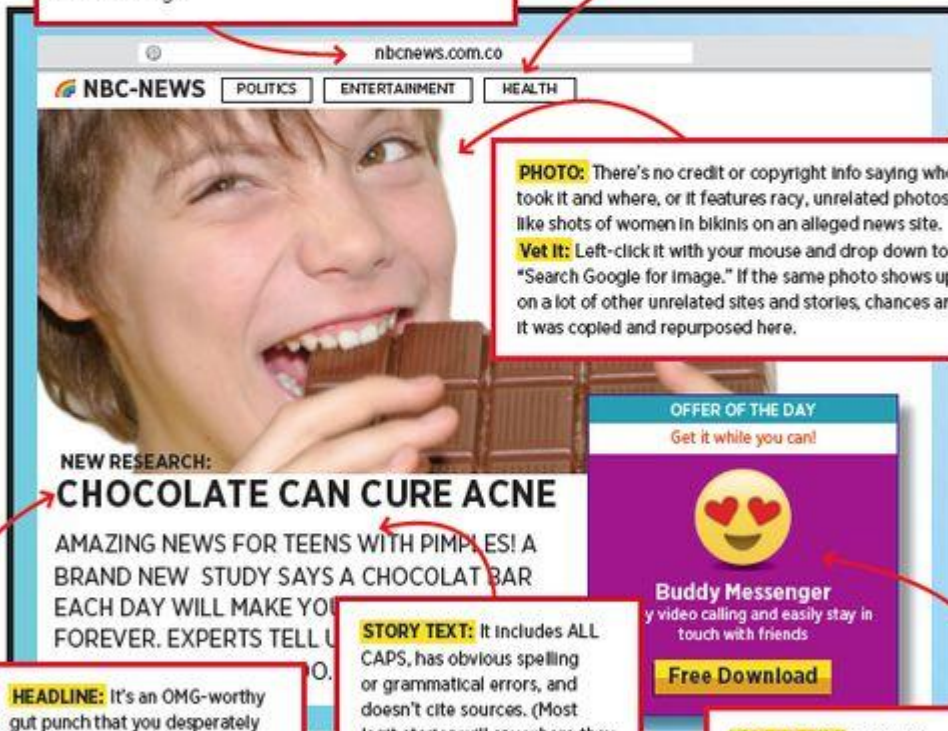 nbcnews.com.co
NBC-NEWS
POLITICS
ENTERTAINMENT
HEALTH
PHOTO: There's no credit or copyright info saying
took it and where, or it features racy, unrelated photos
like shots of women in bikinis on an alleged news site.
Vet It: Left-click it with your mouse and drop down to
"Search Google for Image." If the same photo shows
on a lot of other unrelated sites and stories, chances
it was copied and repurposed here.
OFFER OF THE DAY
Get it while you can!
Buddy Messenger
video calling and easily stay in
touch with friends
Free Download
NEW RESEARCH:
CHOCOLATE CAN CURE ACNE
AMAZING NEWS FOR TEENS WITH PIMPLES! A
BRAND NEW STUDY SAYS A CHOCOLAT BAR
EACH DAY WILL MAKE
FOREVER. EXPERTS TELL
STORY TEXT: It includes ALL
CAPS, has obvious spelling
or grammatical errors, and
doesn't cite sources. (Most
HEADLINE: It's an OMG-worthy
gut punch that you desperately